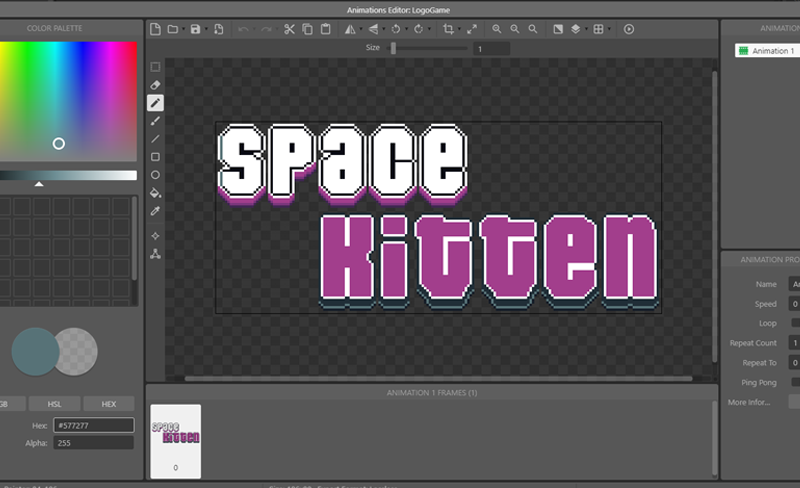 Animations Editor: LogoGame
COLOR PALETTE
ANIMATION
Size 1
Animation 1
space
Kitten
ANIMATION PRO
Name An
Speed 0
Loop
Repeat Count 1
Repeat To 0
Ping Pong
More Infor...
ANIMATION 1 FRAMES (1)
space
Kitten
0
GB HSL HEX
Hex: #577277
Alpha: 255